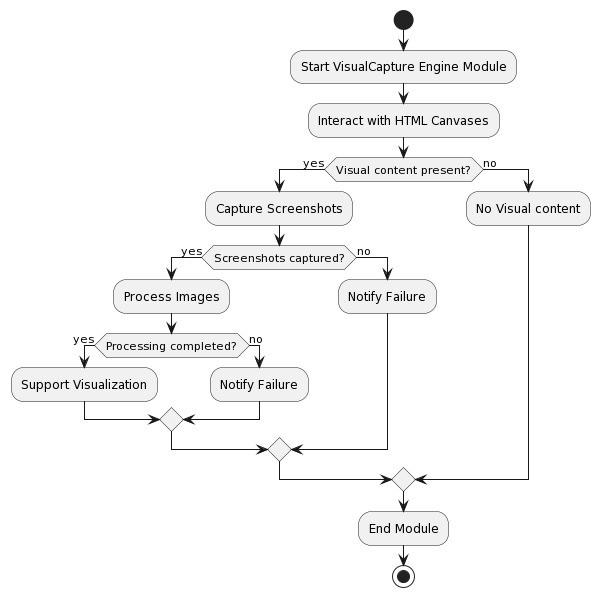 Start VisualCapture Engine Module
Interact with HTML Canvases
yes
Visual content present?
no
Capture Screenshots
No Visual content
yes
Screenshots captured?
no
Process Images
Notify Failure
yes
Processing completed?
no
Support Visualization
Notify Failure
End Module